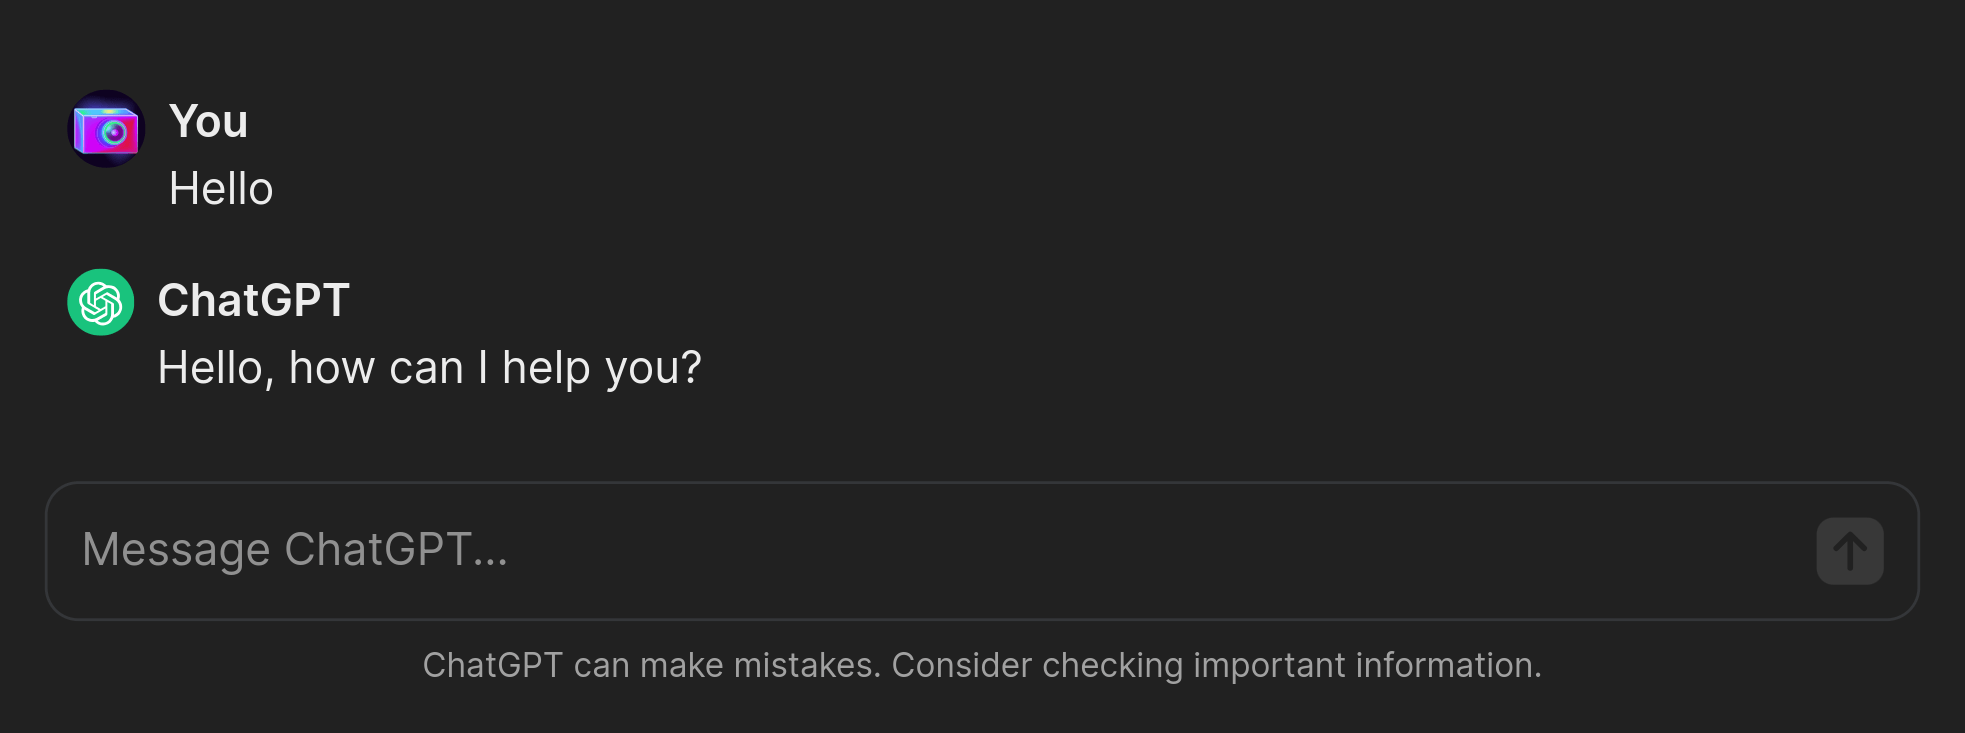 You
Hello
ChatGPT
Hello, how can I help you?
Message ChatGPT...
ChatGPT can make mistakes. Consider checking important information.